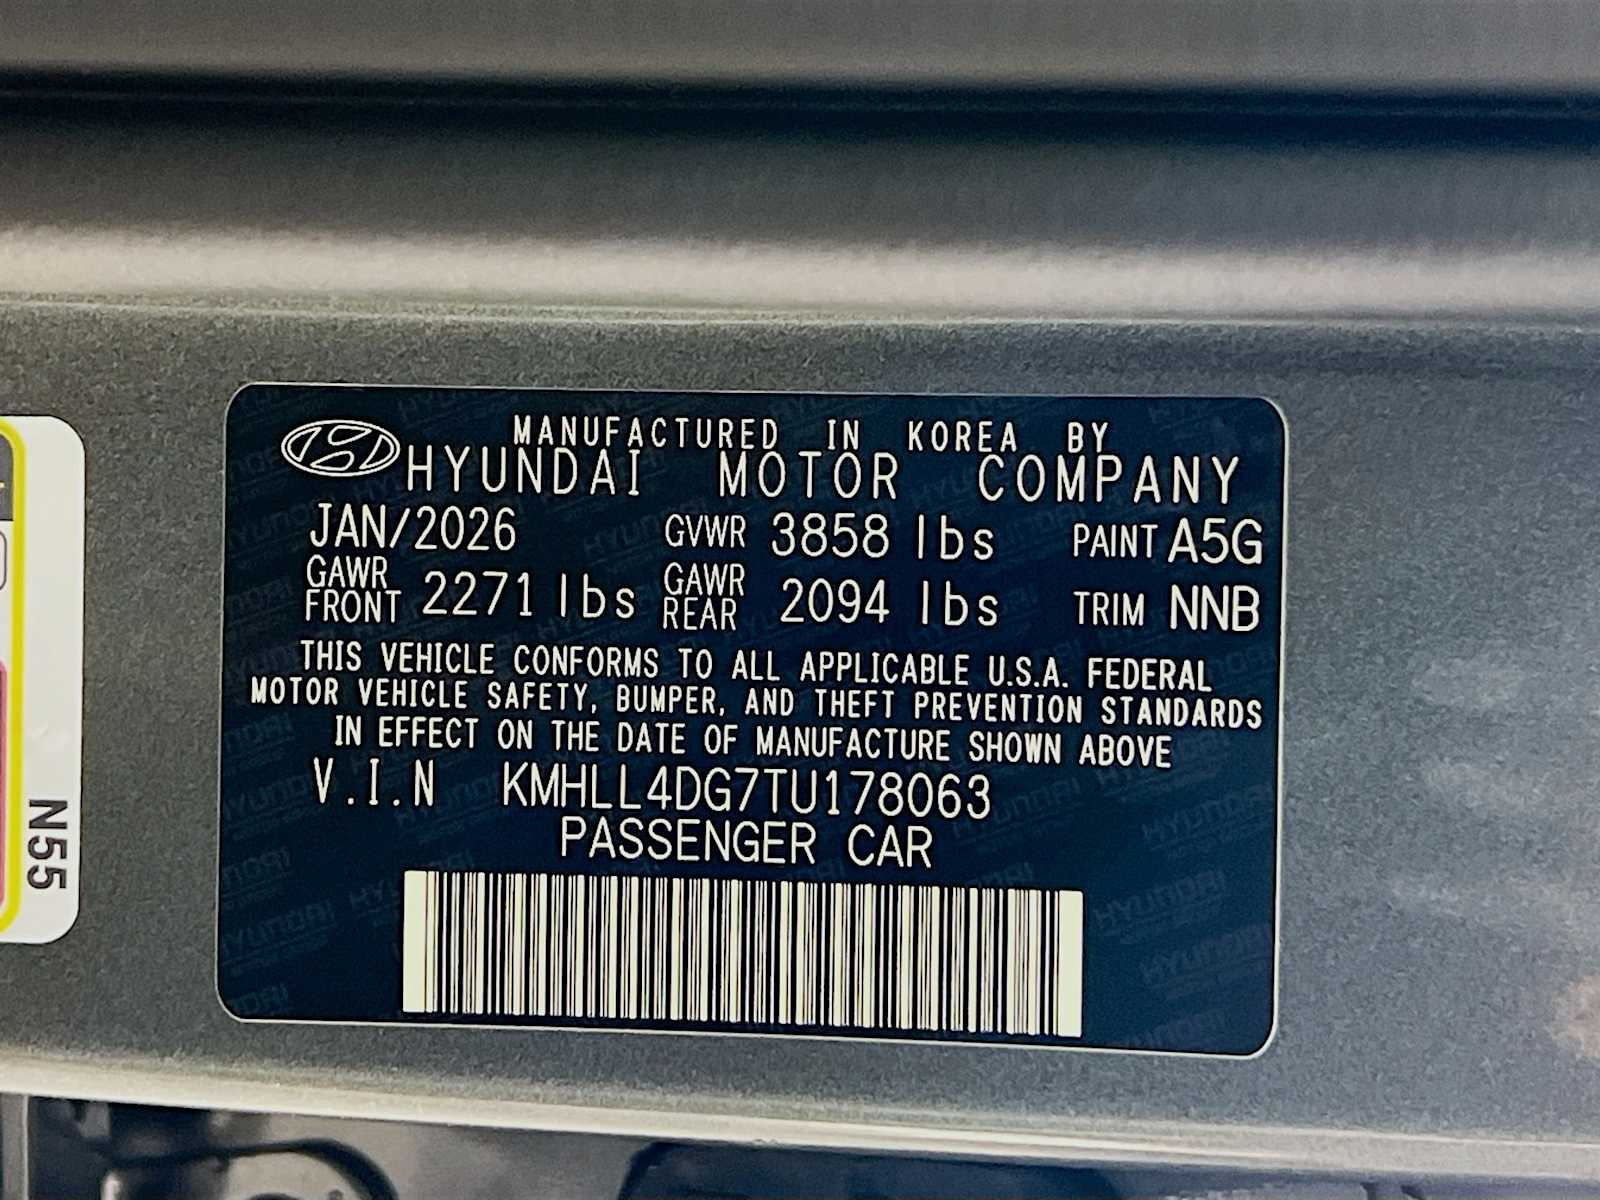 MANUFACTURED IN KOREA BY
HYUNDAI MOTOR COMPANY
JAN/2026 GVWR 3858 lbs PAINT A5G
GAWR FRONT 2271 lbs GAWR REAR 2094 lbs TRIM NNB
THIS VEHICLE CONFORMS TO ALL APPLICABLE U.S.A. FEDERAL
MOTOR VEHICLE SAFETY, BUMPER, AND THEFT PREVENTION STANDARDS
IN EFFECT ON THE DATE OF MANUFACTURE SHOWN ABOVE
V.I.N KMHLL4DG7TU178063
PASSENGER CAR
N55